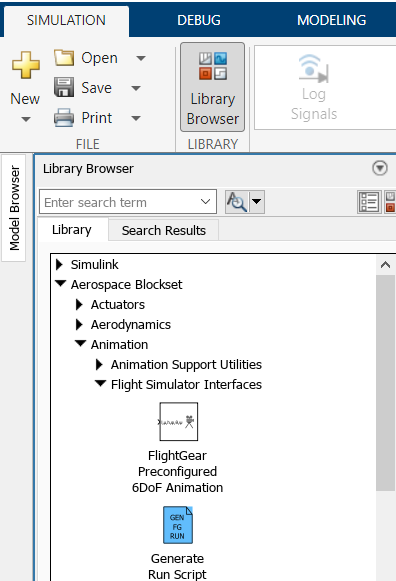 SIMULATION DEBUG MODELING
Open
Save
Print
New
Library
Browser
Log
Signals
FILE LIBRARY
Model Browser
Library Browser
Enter search term
Library Search Results
Simulink
Aerospace Blockset
Actuators
Aerodynamics
Animation
Animation Support Utilities
Flight Simulator Interfaces
FlightGear
Preconfigured
6DoF Animation
GEN
FG
RUN
Generate
Run Script